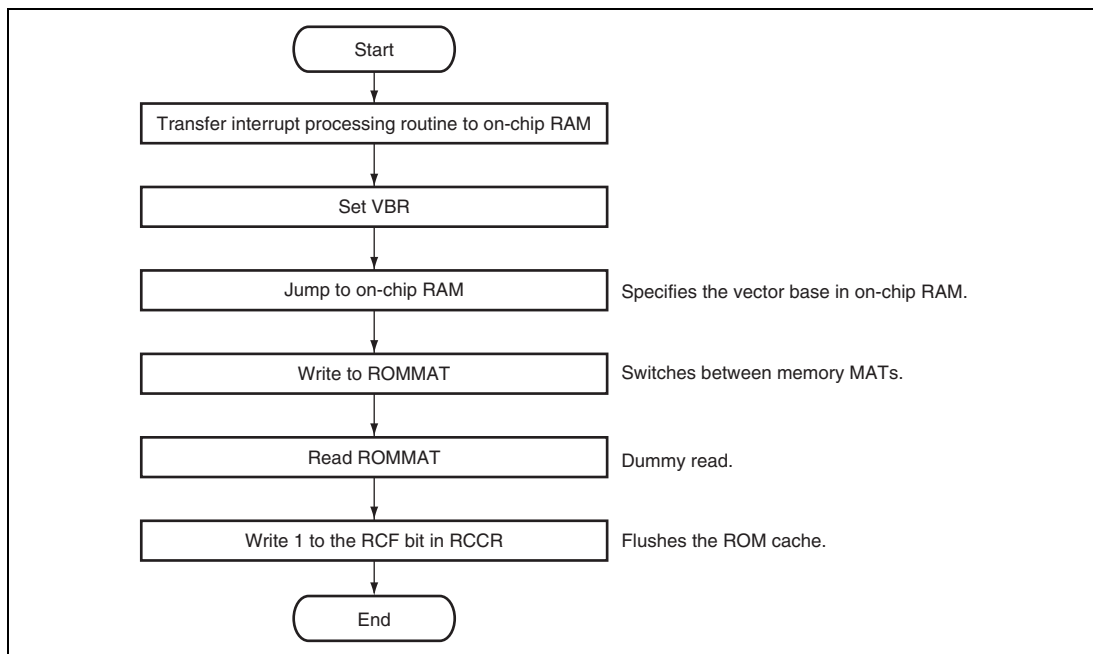 Start
Transfer interrupt processing routine to on-chip RAM
Set VBR
Jump to on-chip RAM
Specifies the vector base in on-chip RAM.
Write to ROMMAT
Switches between memory MATs.
Read ROMMAT
Dummy read.
Write 1 to the RCF bit in RCCR
Flushes the ROM cache.
End